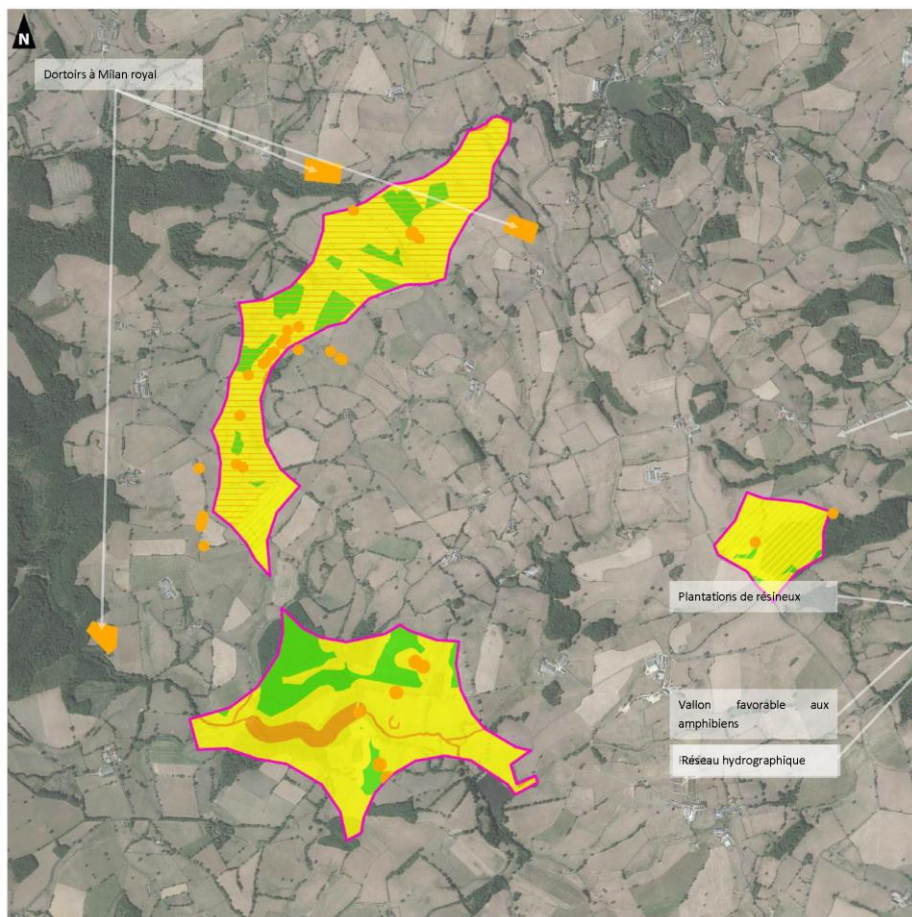 N
Dortoirs à Milan royal
Plantations de résineux
Vallon favorable aux
amphibiens
Réseau hydrographique